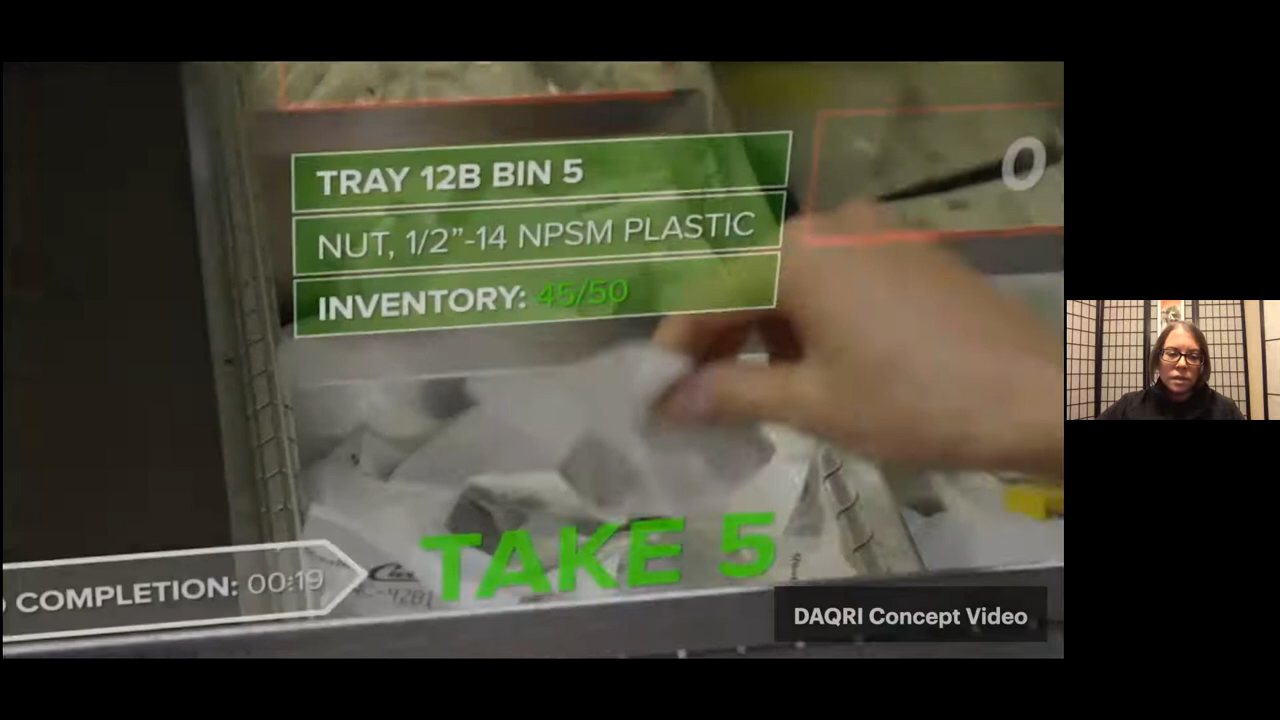 TRAY 12B BIN 5
NUT, 1/2”-14 NPSM PLASTIC
INVENTORY: 45/50
0
TAKE 5
COMPLETION: 00:19
DAQRI Concept Video